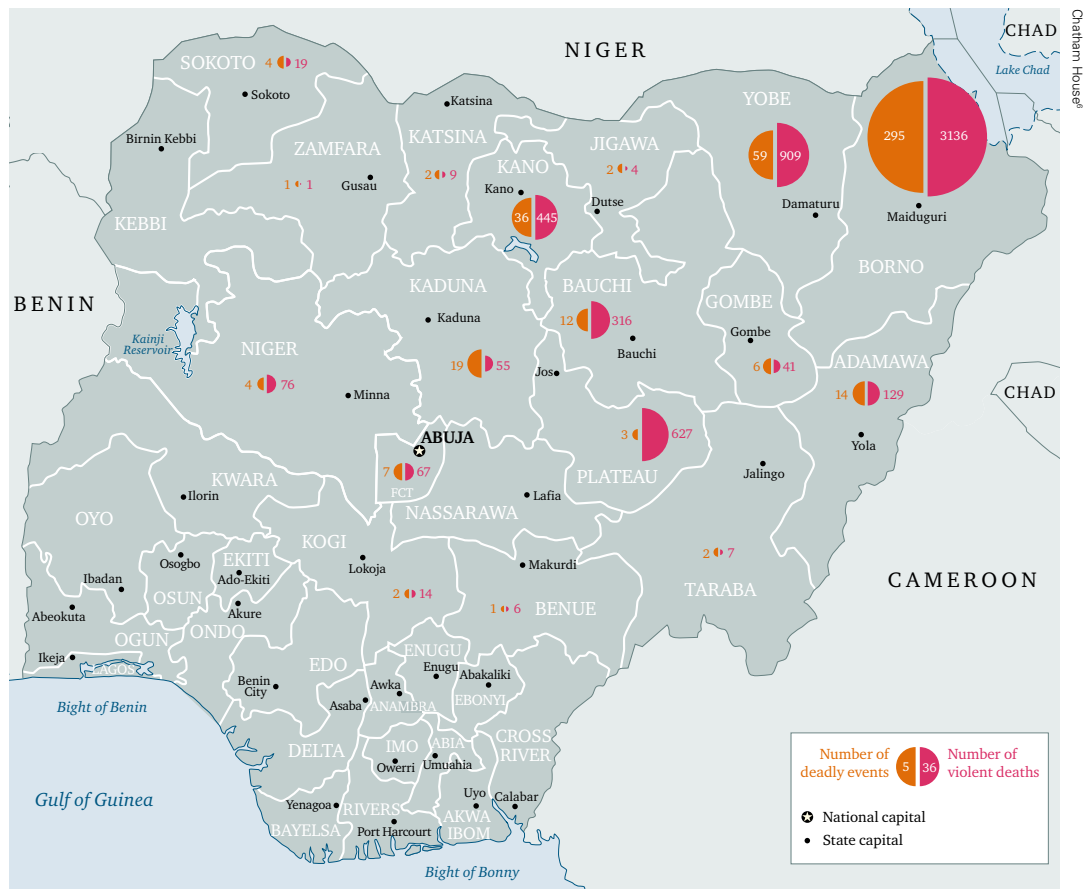 Chatham House⁶
NIGER
CHAD
Lake Chad
SOKOTO 4 19
Sokoto
Katsina
YOBE
Birnin Kebbi
ZAMFARA
KATSINA
JIGAWA
295 3136
KANO
59 909
1 1
Gusau
2 9
Kano
2 4
Dutse
36 445
Damaturu
Maiduguri
KEBBI
BORNO
BENIN
KADUNA
BAUCHI
GOMBE
Kaduna
12 316
Gombe
Kainji
Reservoir
NIGER
Bauchi
ADAMAWA
19 55
Jos
6 41
4 76
Minna
14 129
CHAD
ABUJA
3 627
Yola
7 67
FCT
PLATEAU
Jalingo
KWARA
Ilorin
Lafia
OYO
NASSARAWA
KOGI
Lokoja
2 7
TARABA
Osogbo
EKITI
Ado-Ekiti
Makurdi
CAMEROON
Ibadan
OSUN
2 14
1 6
BENUE
Abeokuta
Akure
OGUN
ONDO
Ikeja
LAGOS
EDO
ENUGU
Enugu
Abakaliki
Benin
City
Awka
ANAMBRA
EBONYI
Asaba
Bight of Benin
DELTA
IMO
Owerri
ABIA
Umuahia
CROSS
RIVER
Gulf of Guinea
Uyo
Calabar
Yenagoa
RIVERS
AKWA
IBOM
BAYELSA
Port Harcourt
Bight of Bonny
Number of
deadly events
5 36
Number of
violent deaths
National capital
State capital